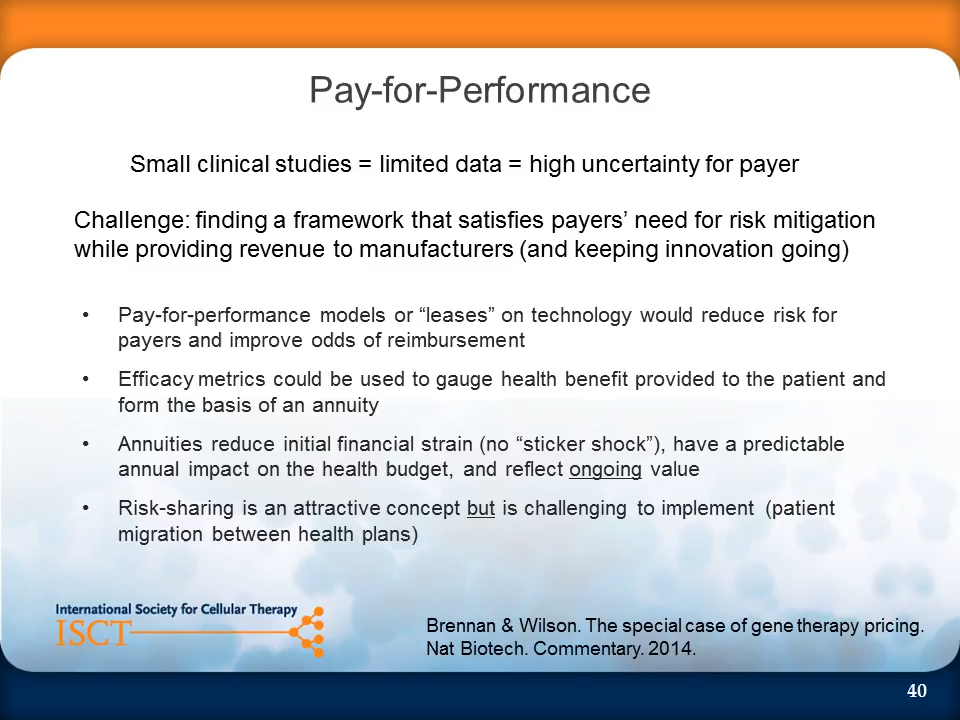 Pay-for-Performance
Small clinical studies = limited data = high uncertainty for payer
Challenge: finding a framework that satisfies payers’ need for risk mitigation
while providing revenue to manufacturers (and keeping innovation going)
• Pay-for-performance models or “leases” on technology would reduce risk for
payers and improve odds of reimbursement
• Efficacy metrics could be used to gauge health benefit provided to the patient and
form the basis of an annuity
• Annuities reduce initial financial strain (no “sticker shock”), have a predictable
annual impact on the health budget, and reflect ongoing value
• Risk-sharing is an attractive concept but is challenging to implement (patient
migration between health plans)
International Society for Cellular Therapy
ISCT
Brennan & Wilson. The special case of gene therapy pricing.
Nat Biotech. Commentary. 2014.
40